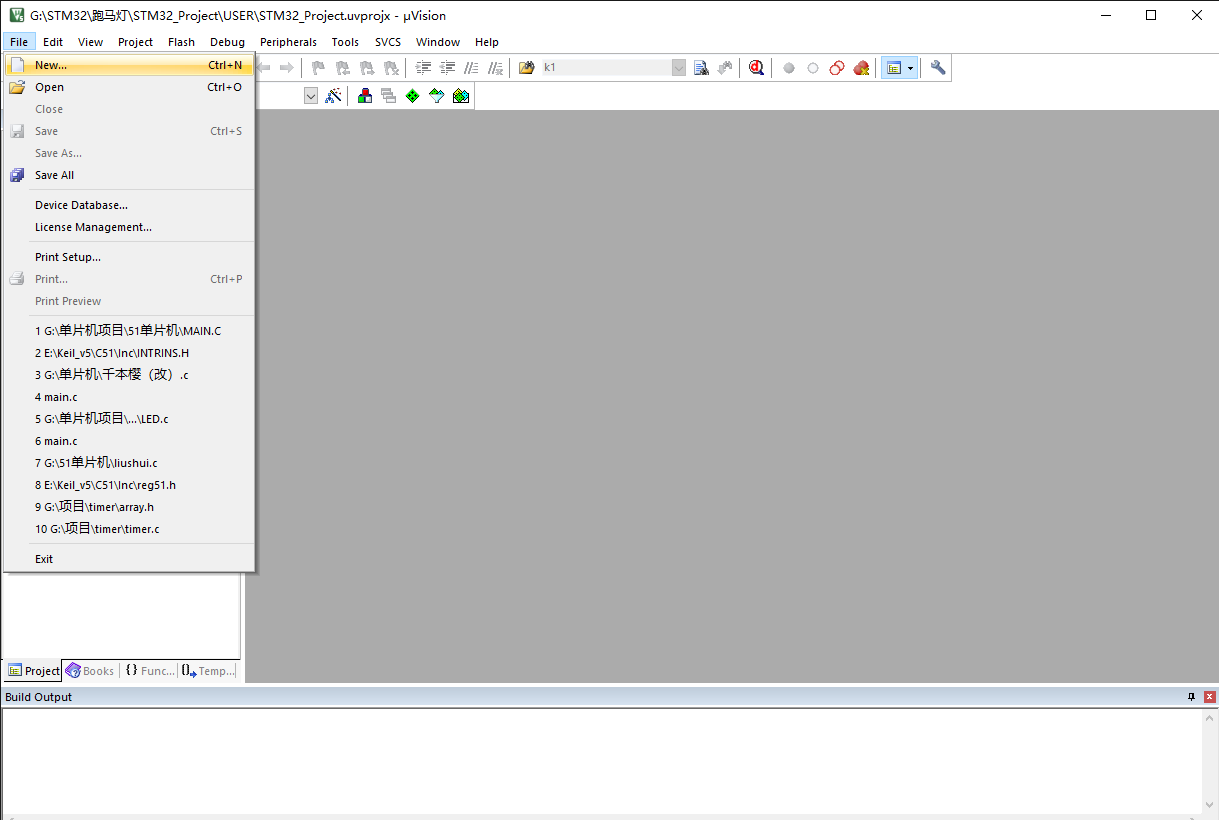 G:\STM32\跑马灯\STM32_Project\USER\STM32_Project.uvprojx - µVision
File Edit View Project Flash Debug Peripherals Tools SVCS Window Help
New... Ctrl+N
k1
Open Ctrl+O
Close
Save Ctrl+S
Save As...
Save All
Device Database...
License Management...
Print Setup...
Print... Ctrl+P
Print Preview
1 G:\单片机项目\51单片机\MAIN.C
2 E:\Keil_v5\C51\Inc\INTRINS.H
3 G:\单片机\千本樱（改）.c
4 main.c
5 G:\单片机项目\...\LED.c
6 main.c
7 G:\51单片机\liushui.c
8 E:\Keil_v5\C51\Inc\reg51.h
9 G:\项目\timer\array.h
10 G:\项目\timer\timer.c
Exit
Project Books {} Func... Temp...
Build Output